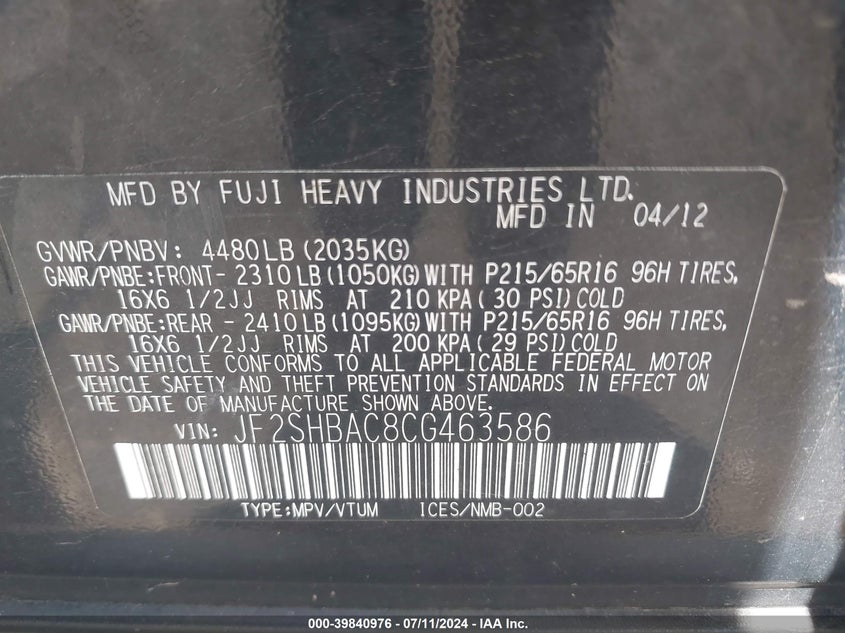 MFD BY FUJI HEAVY INDUSTRIES LTD.
MFD IN 04/12
GVWR/PNBV: 4480LB (2035KG)
GAWR/PNBE:FRONT- 2310LB (1050KG) WITH P215/65R16 96H TIRES,
16X6 1/2JJ RIMS AT 210 KPA ( 30 PSI) COLD
GAWR/PNBE:REAR - 2410LB (1095KG) WITH P215/65R16 96H TIRES,
16X6 1/2JJ RIMS AT 200 KPA ( 29 PSI) COLD
THIS VEHICLE CONFORMS TO ALL APPLICABLE FEDERAL MOTOR
VEHICLE SAFETY AND THEFT PREVENTION STANDARDS IN EFFECT ON
THE DATE OF MANUFACTURE SHOWN ABOVE.
VIN: JF2SHBAC8CG463586
TYPE:MPV/VTUM ICES/NMB-002
000-39840976 - 07/11/2024 - IAA Inc.